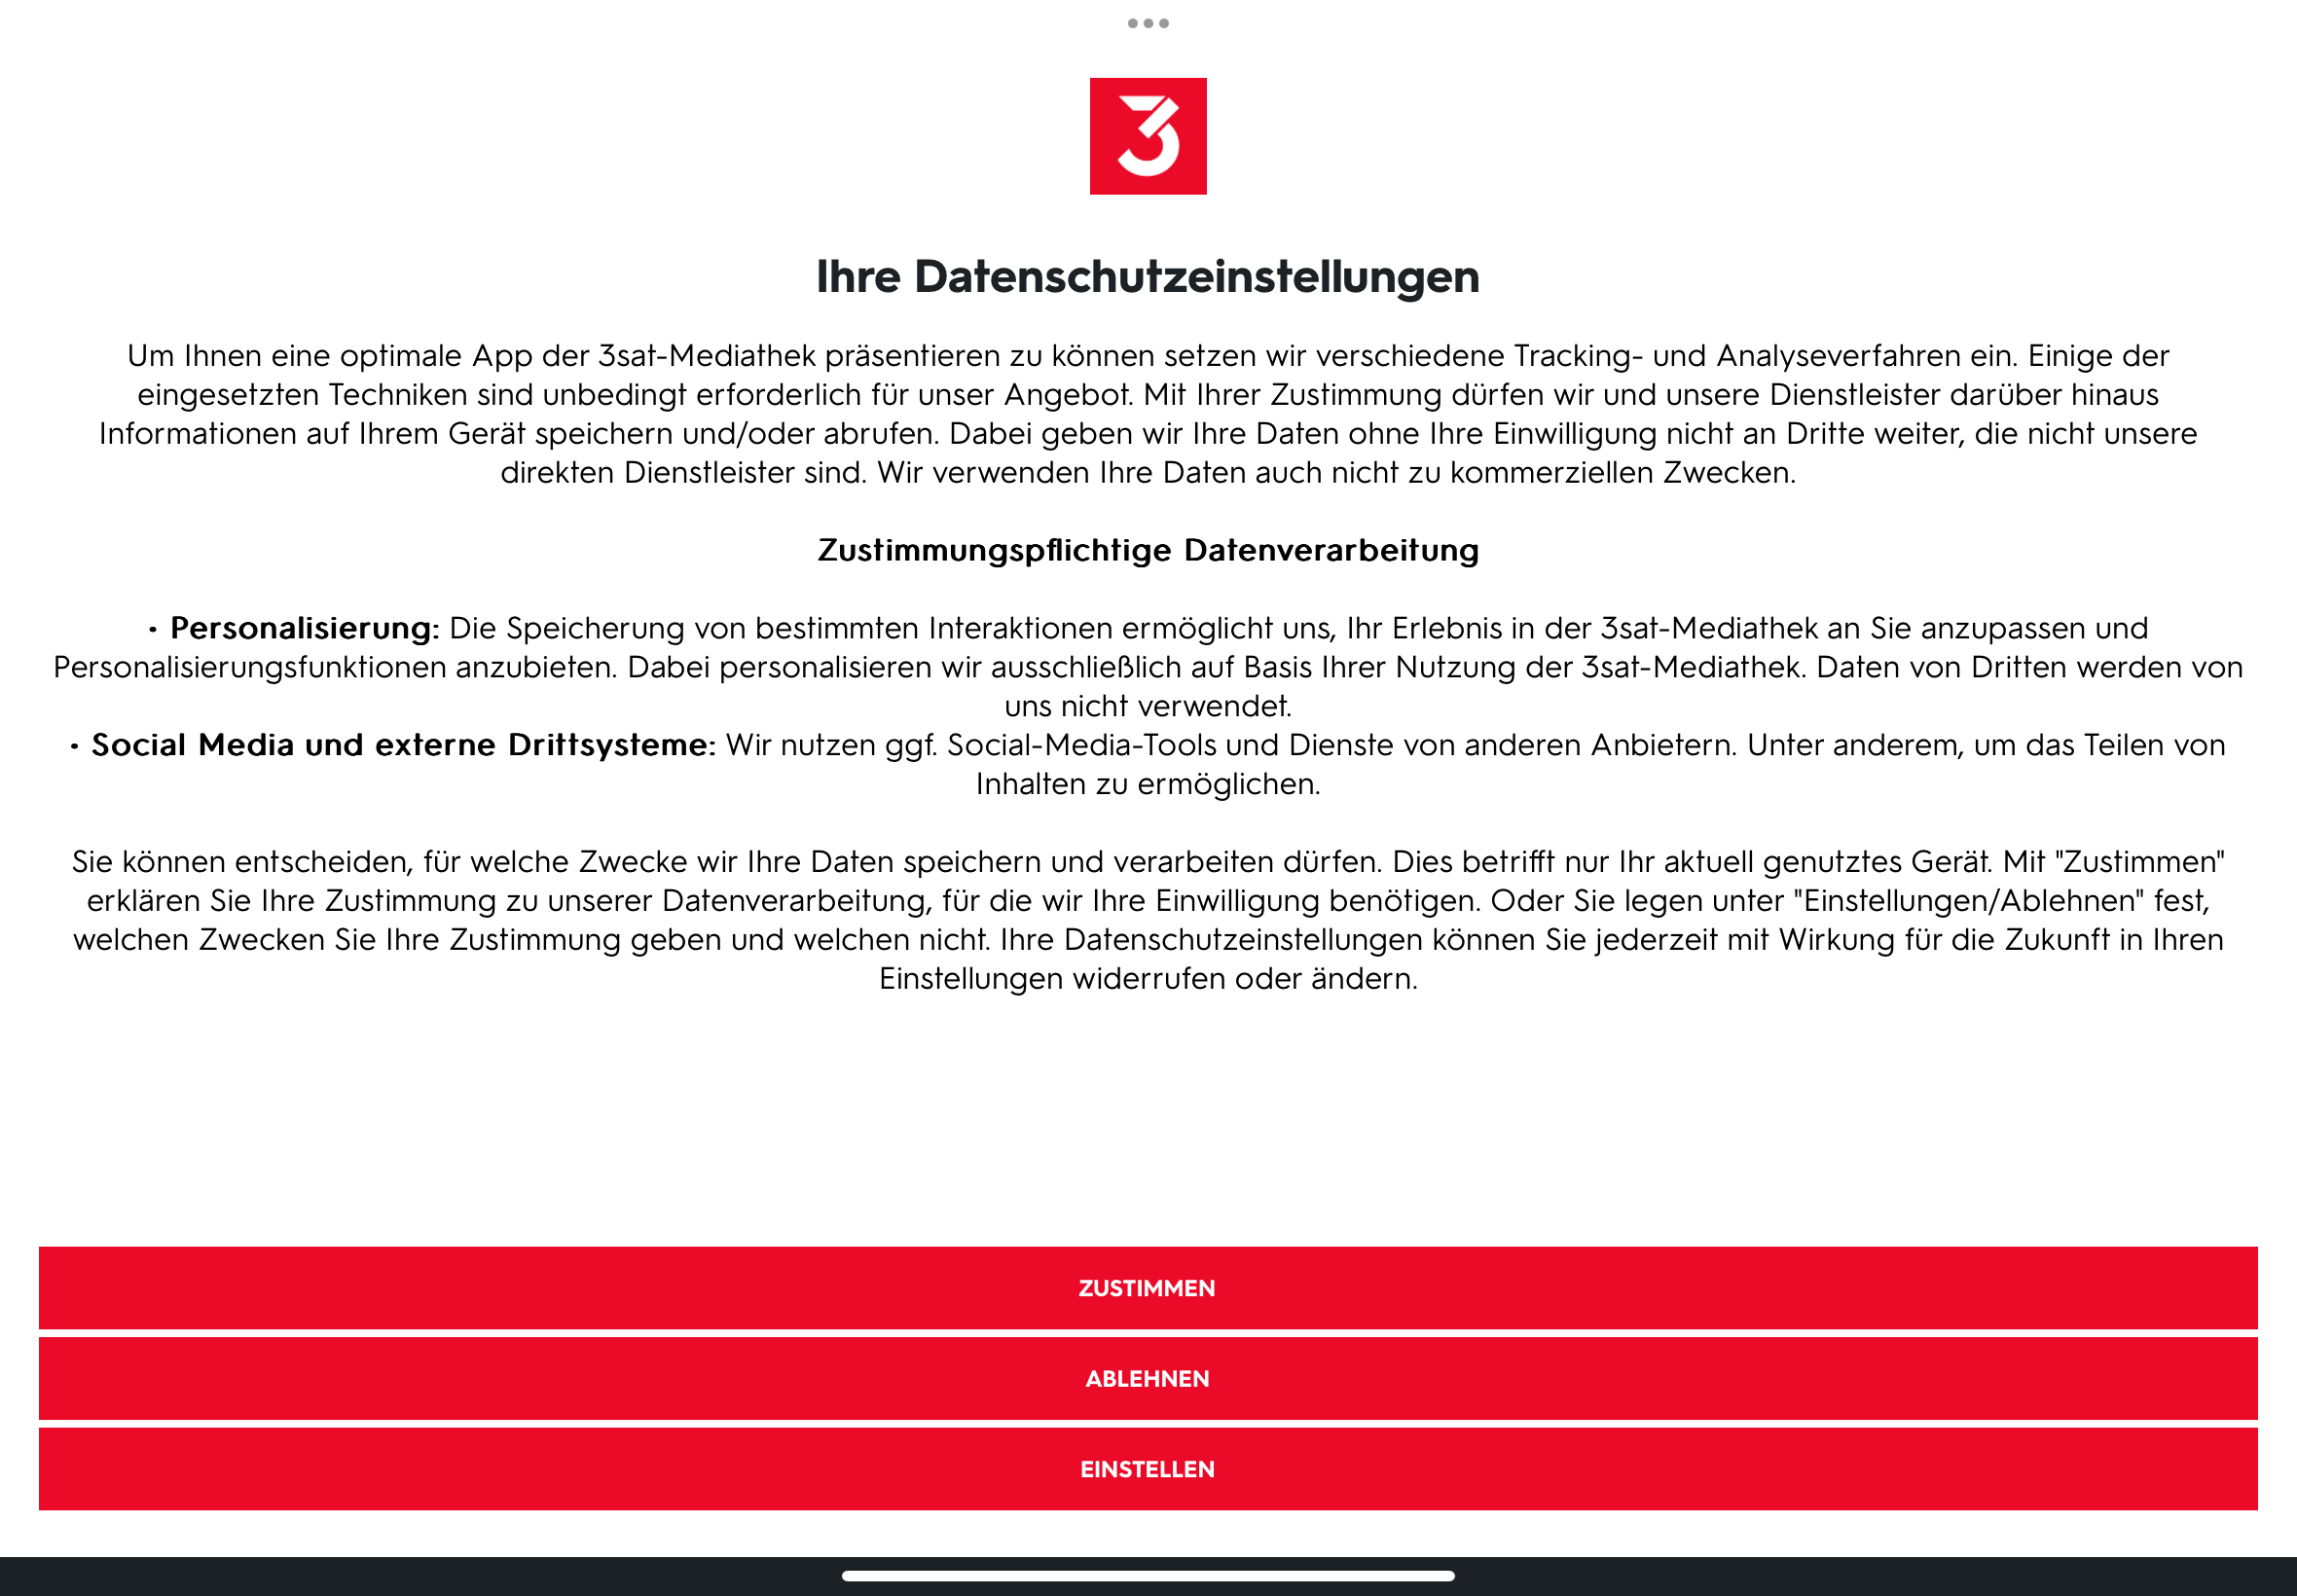 3
Ihre Datenschutzeinstellungen
Um Ihnen eine optimale App der 3sat-Mediathek präsentieren zu können setzen wir verschiedene Tracking- und Analyseverfahren ein. Einige der
eingesetzten Techniken sind unbedingt erforderlich für unser Angebot. Mit Ihrer Zustimmung dürfen wir und unsere Dienstleister darüber hinaus
Informationen auf Ihrem Gerät speichern und/oder abrufen. Dabei geben wir Ihre Daten ohne Ihre Einwilligung nicht an Dritte weiter, die nicht unsere
direkten Dienstleister sind. Wir verwenden Ihre Daten auch nicht zu kommerziellen Zwecken.
Zustimmungspflichtige Datenverarbeitung
• Personalisierung: Die Speicherung von bestimmten Interaktionen ermöglicht uns, Ihr Erlebnis in der 3sat-Mediathek an Sie anzupassen und
Personalisierungsfunktionen anzubieten. Dabei personalisieren wir ausschließlich auf Basis Ihrer Nutzung der 3sat-Mediathek. Daten von Dritten werden von
uns nicht verwendet.
• Social Media und externe Drittsysteme: Wir nutzen ggf. Social-Media-Tools und Dienste von anderen Anbietern. Unter anderem, um das Teilen von
Inhalten zu ermöglichen.
Sie können entscheiden, für welche Zwecke wir Ihre Daten speichern und verarbeiten dürfen. Dies betrifft nur Ihr aktuell genutztes Gerät. Mit "Zustimmen"
erklären Sie Ihre Zustimmung zu unserer Datenverarbeitung, für die wir Ihre Einwilligung benötigen. Oder Sie legen unter "Einstellungen/Ablehnen" fest,
welchen Zwecken Sie Ihre Zustimmung geben und welchen nicht. Ihre Datenschutzeinstellungen können Sie jederzeit mit Wirkung für die Zukunft in Ihren
Einstellungen widerrufen oder ändern.
ZUSTIMMEN
ABLEHNEN
EINSTELLEN